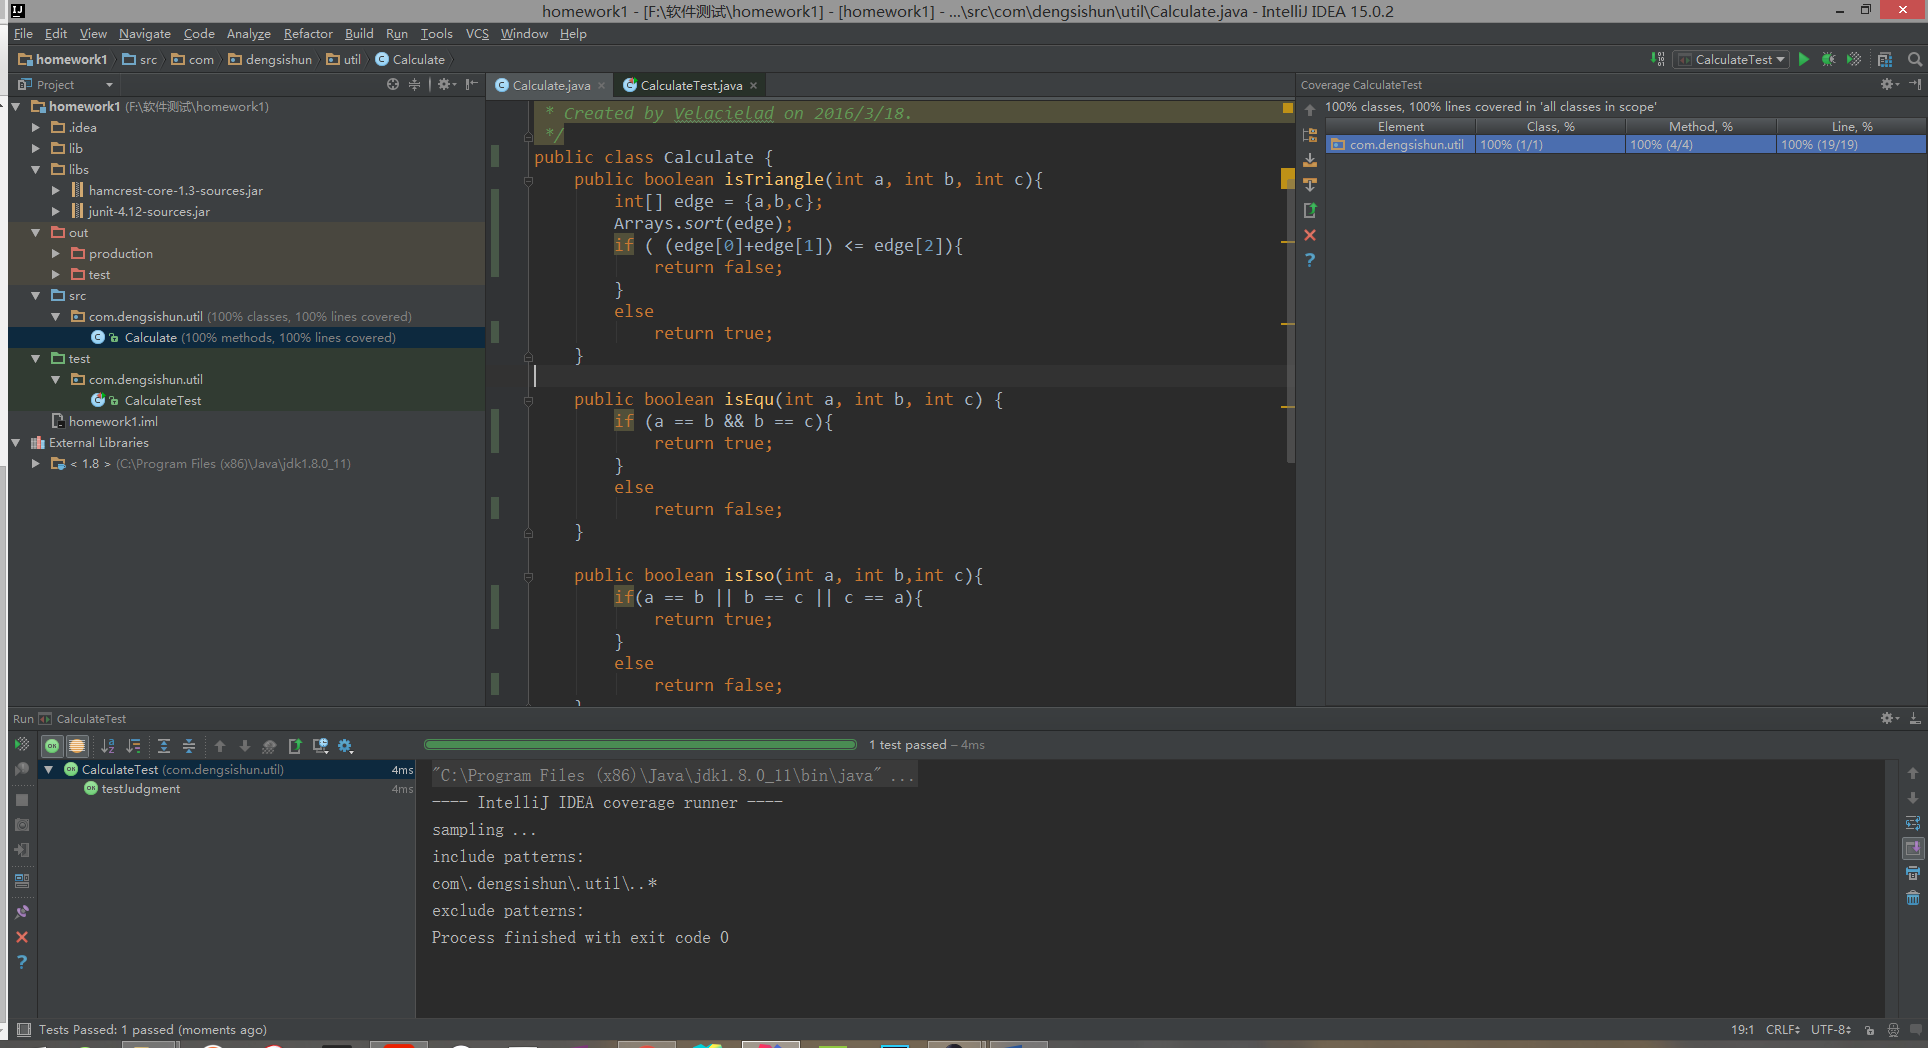 homework1 - [F:\软件测试\homework1] - [homework1] - ...\src\com\dengsishun\util\Calculate.java - IntelliJ IDEA 15.0.2
File Edit View Navigate Code Analyze Refactor Build Run Tools VCS Window Help
homework1 src com dengsishun util Calculate
CalculateTest
Project
homework1 (F:\软件测试\homework1)
.idea
lib
libs
hamcrest-core-1.3-sources.jar
junit-4.12-sources.jar
out
production
test
src
com.dengsishun.util (100% classes, 100% lines covered)
Calculate (100% methods, 100% lines covered)
test
com.dengsishun.util
CalculateTest
homework1.iml
External Libraries
< 1.8 > (C:\Program Files (x86)\Java\jdk1.8.0_11)
Calculate.java CalculateTest.java
* Created by Velacielad on 2016/3/18.
*/
public class Calculate {
public boolean isTriangle(int a, int b, int c){
int[] edge = {a,b,c};
Arrays.sort(edge);
if ( (edge[0]+edge[1]) <= edge[2]){
return false;
}
else
return true;
}
public boolean isEqu(int a, int b, int c) {
if (a == b && b == c){
return true;
}
else
return false;
}
public boolean isIso(int a, int b,int c){
if(a == b || b == c || c == a){
return true;
}
else
return false;
}
Coverage CalculateTest
100% classes, 100% lines covered in 'all classes in scope'
Element Class, % Method, % Line, %
com.dengsishun.util 100% (1/1) 100% (4/4) 100% (19/19)
Run CalculateTest
1 test passed – 4ms
CalculateTest (com.dengsishun.util) 4ms
testJudgment 4ms
"C:\Program Files (x86)\Java\jdk1.8.0_11\bin\java" ...
---- IntelliJ IDEA coverage runner ----
sampling ...
include patterns:
com\.dengsishun\.util\..*
exclude patterns:
Process finished with exit code 0
Tests Passed: 1 passed (moments ago)
19:1 CRLF UTF-8